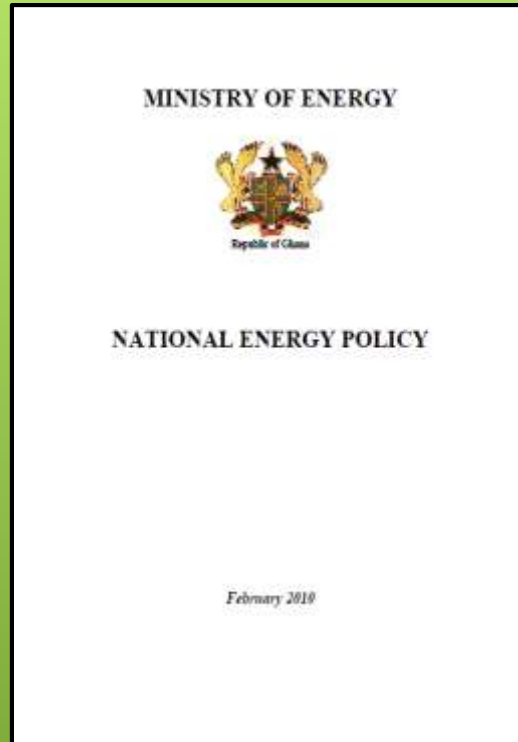 MINISTRY OF ENERGY
Republic of Ghana
NATIONAL ENERGY POLICY
February 2010